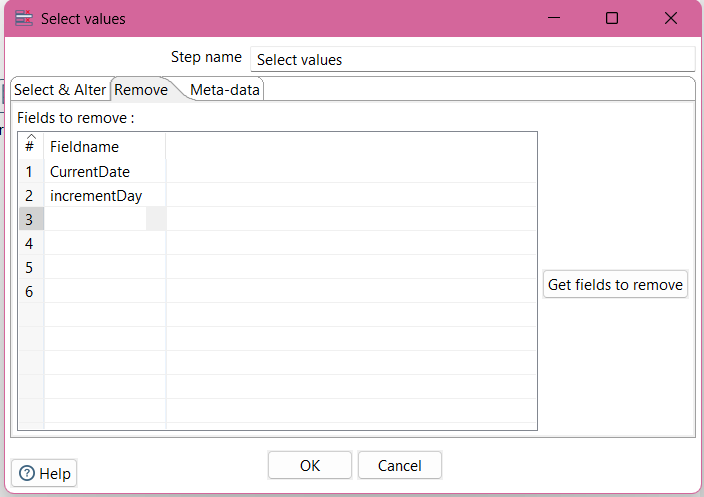 Select values
Step name Select values
Select & Alter Remove Meta-data
Fields to remove :
# Fieldname
1 CurrentDate
2 incrementDay
3
4
5
6
Get fields to remove
OK Cancel
Help